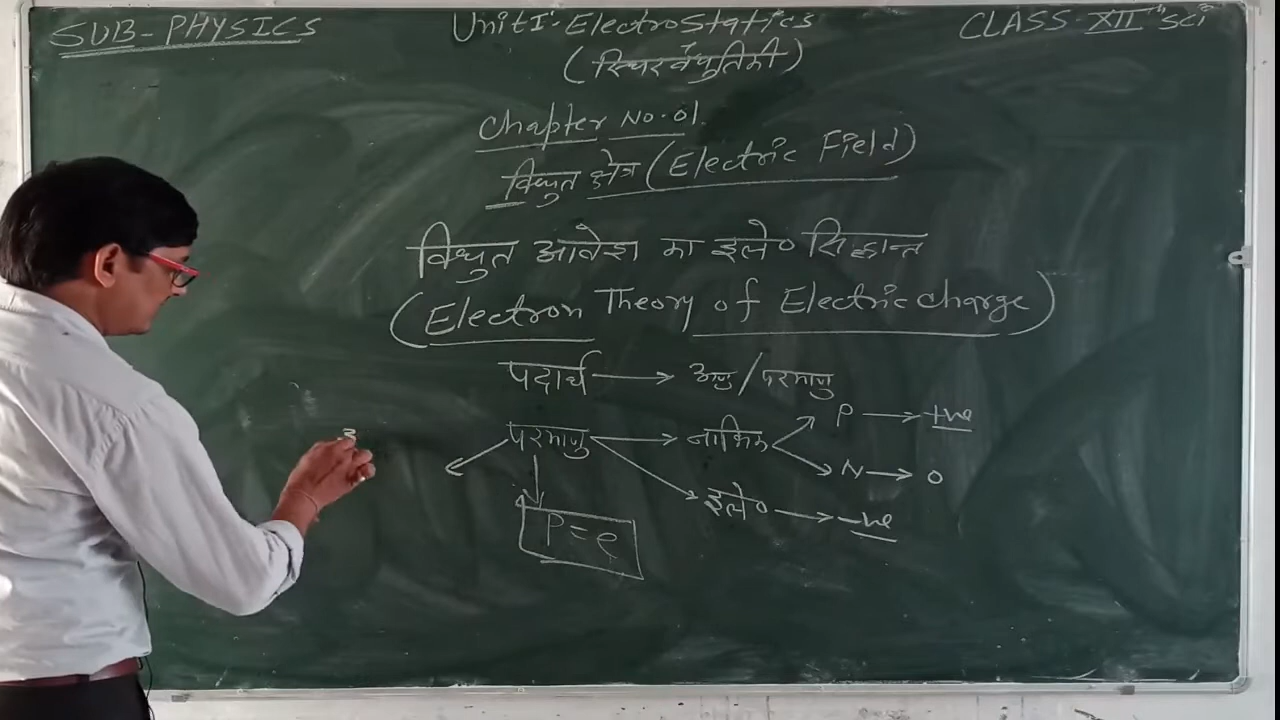 SUB- PHYSICS
Unit I:- ElectroStatics
CLASS- XII th sci
(स्थिर वैद्युतिकी)
Chapter No. 01.
विद्युत क्षेत्र (Electric Field)
विद्युत आवेश का इले० सिद्धान्त
(Electron Theory of Electric charge)
पदार्थ → अणु / परमाणु
परमाणु → नाभिक
P → +ve
N → 0
इले० → -ve
P = e